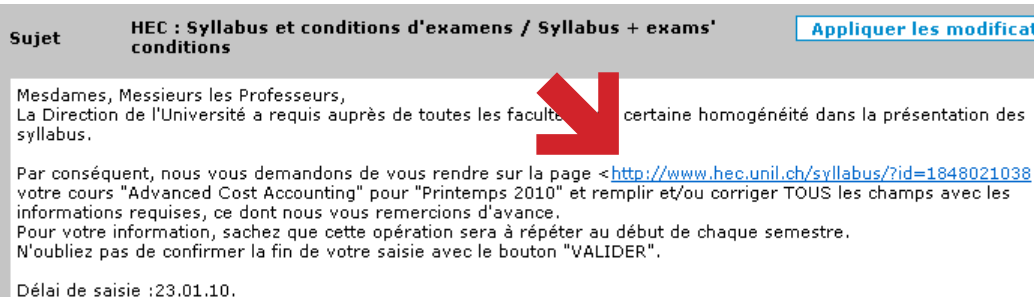 Sujet HEC : Syllabus et conditions d'examens / Syllabus + exams'
conditions
Appliquer les modificat
Mesdames, Messieurs les Professeurs,
La Direction de l'Université a requis auprès de toutes les faculté certaine homogénéité dans la présentation des
syllabus.
Par conséquent, nous vous demandons de vous rendre sur la page <http://www.hec.unil.ch/syllabus/?id=1848021038
votre cours "Advanced Cost Accounting" pour "Printemps 2010" et remplir et/ou corriger TOUS les champs avec les
informations requises, ce dont nous vous remercions d'avance.
Pour votre information, sachez que cette opération sera à répéter au début de chaque semestre.
N'oubliez pas de confirmer la fin de votre saisie avec le bouton "VALIDER".
Délai de saisie :23.01.10.